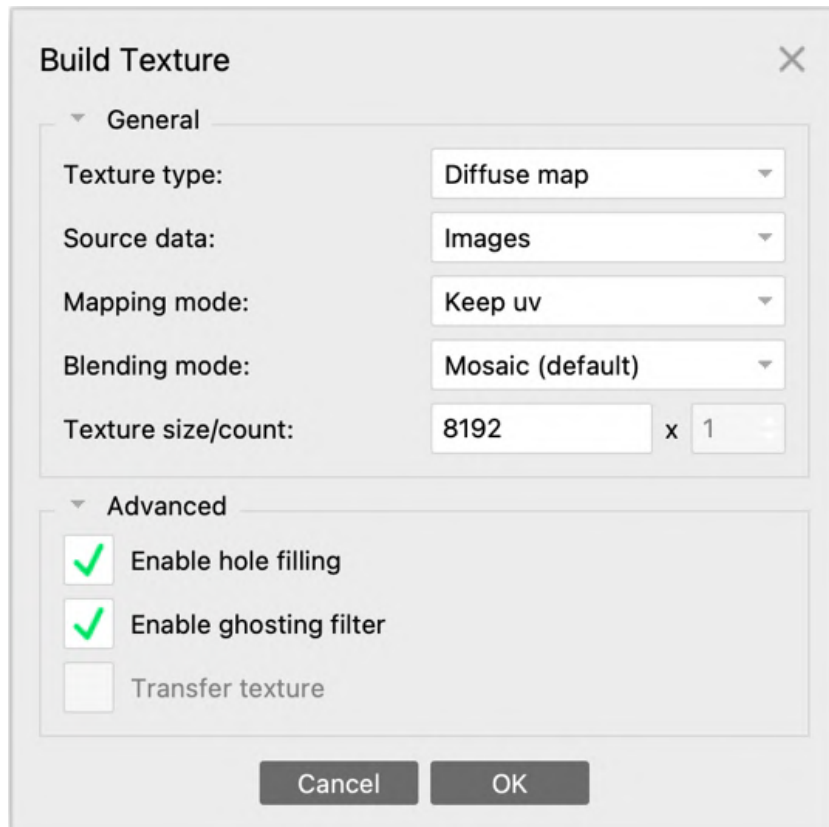 Build Texture
General
Texture type: Diffuse map
Source data: Images
Mapping mode: Keep uv
Blending mode: Mosaic (default)
Texture size/count: 8192 x 1
Advanced
Enable hole filling
Enable ghosting filter
Transfer texture
Cancel OK